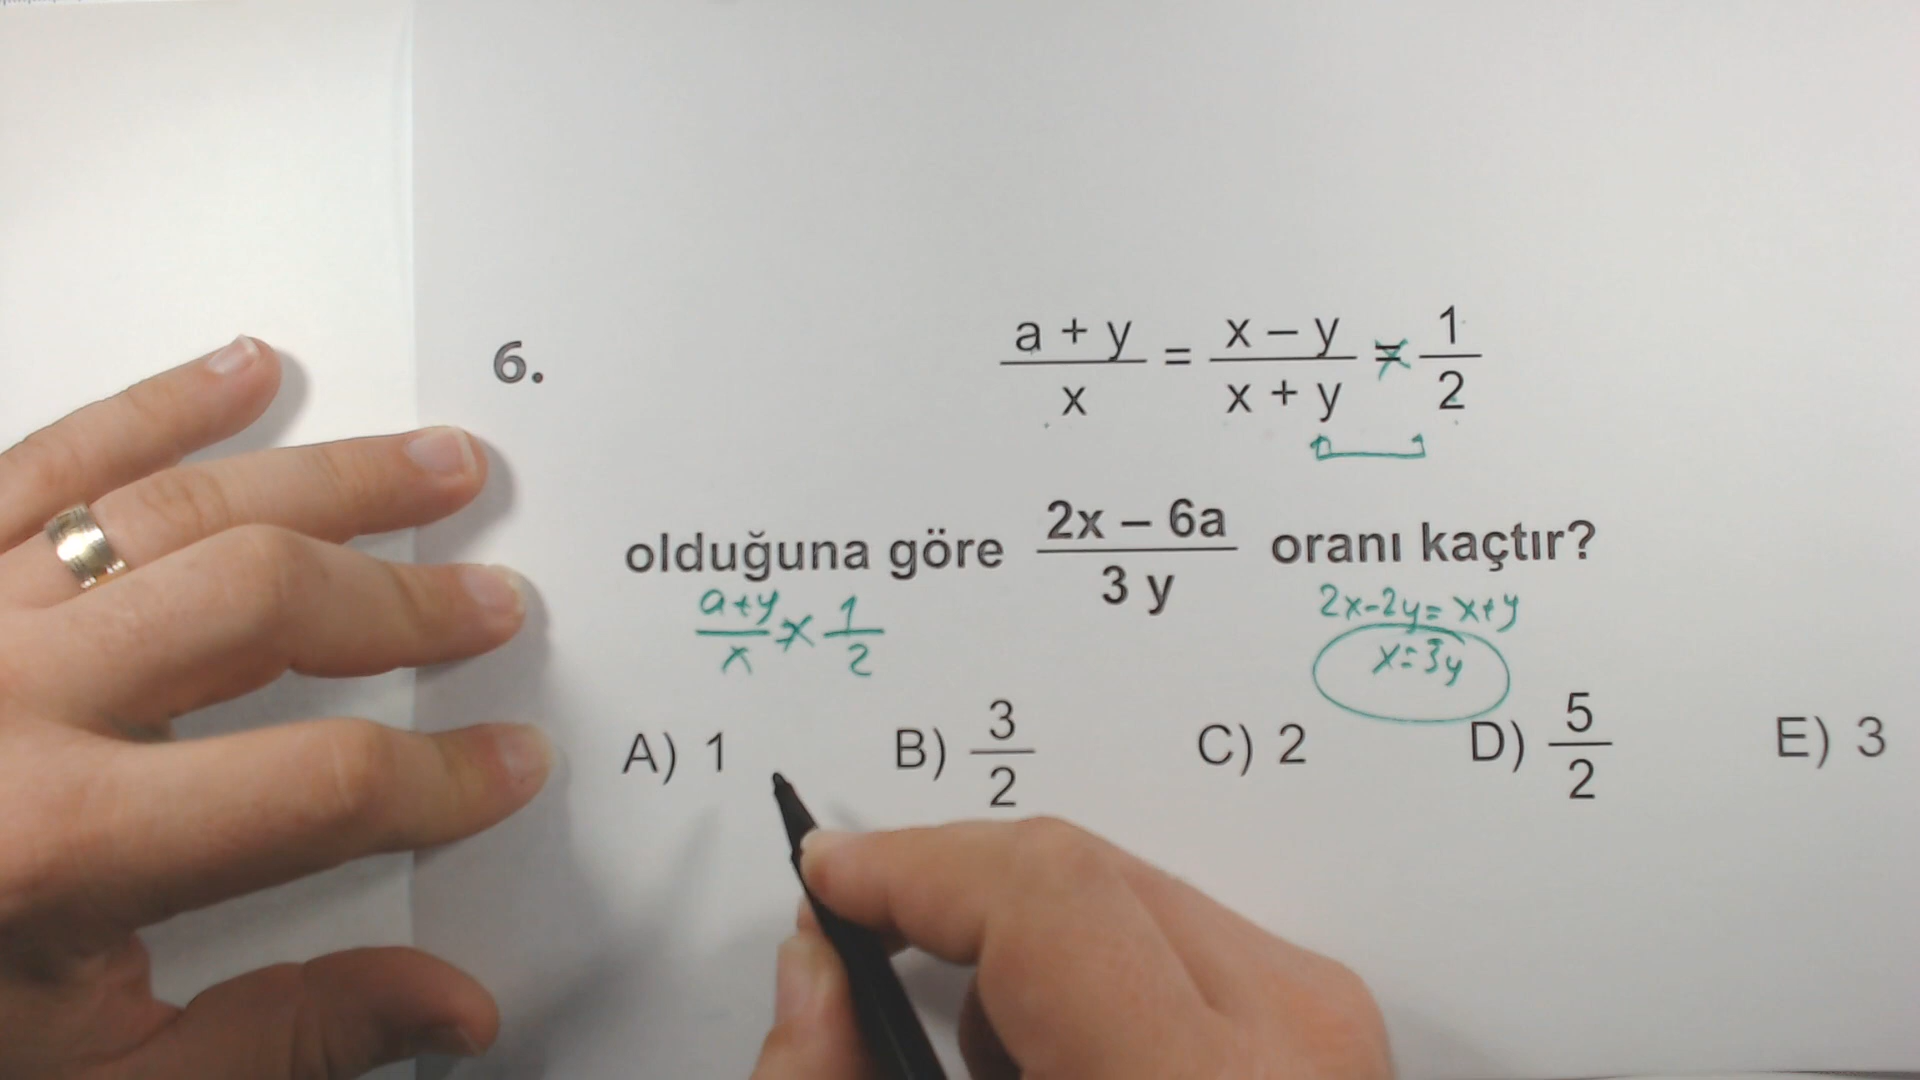 6. a + y / x = x – y / x + y = 1 / 2
olduğuna göre 2x – 6a / 3 y oranı kaçtır?
a+y / x × 1 / 2
2x-2y= x+y
x=3y
A) 1 B) 3/2 C) 2 D) 5/2 E) 3